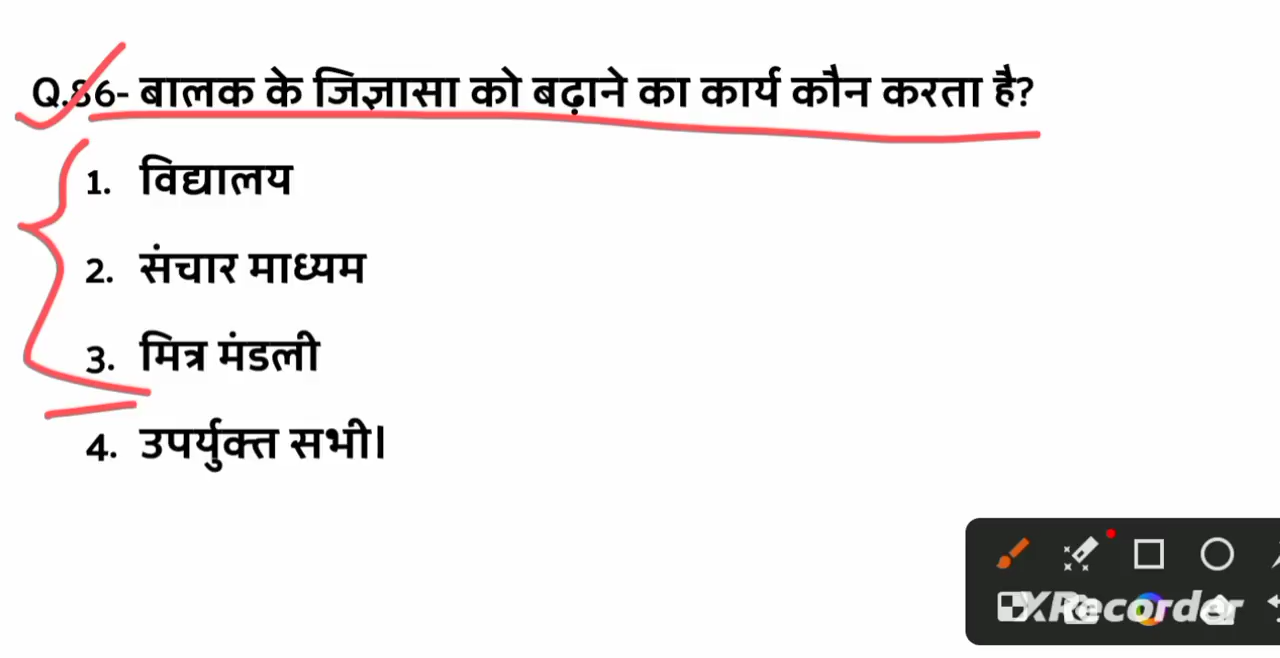 Q.86- बालक के जिज्ञासा को बढ़ाने का कार्य कौन करता है?
1. विद्यालय
2. संचार माध्यम
3. मित्र मंडली
4. उपर्युक्त सभी।
XRecorder